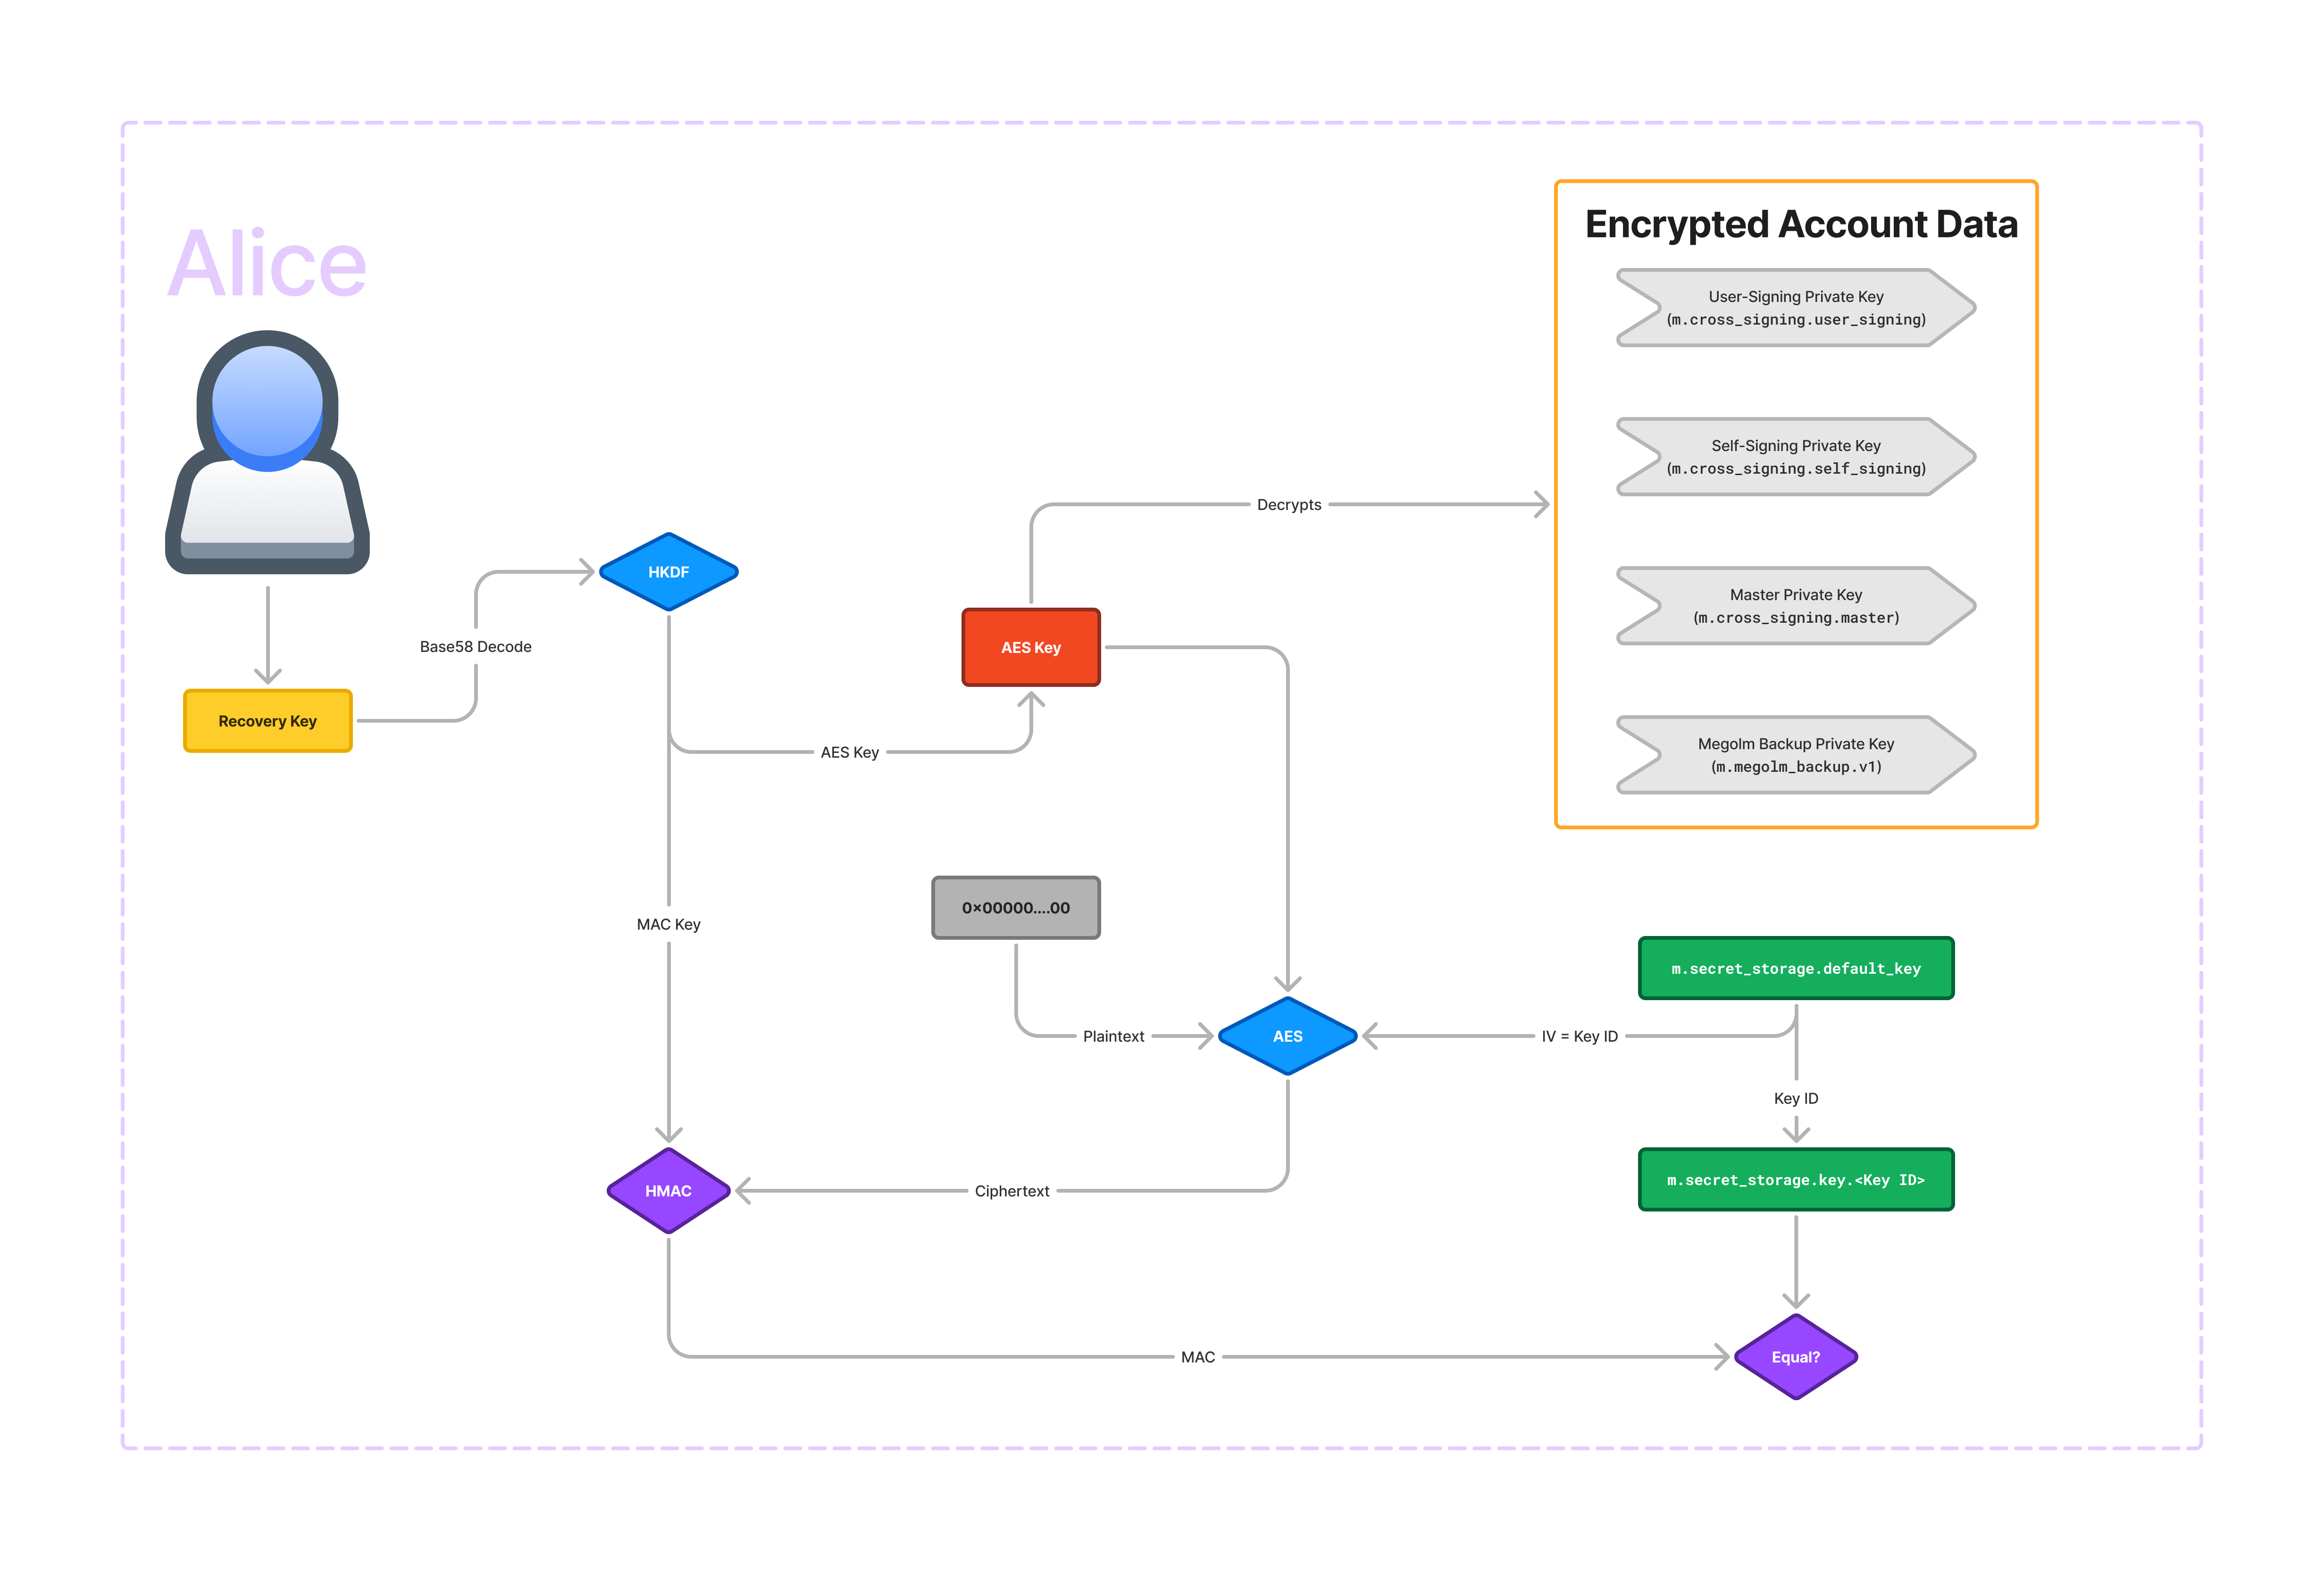 Alice
Encrypted Account Data
User-Signing Private Key
(m.cross_signing.user_signing)
Self-Signing Private Key
(m.cross_signing.self_signing)
Decrypts
HKDF
Master Private Key
(m.cross_signing.master)
Base58 Decode
AES Key
Recovery Key
AES Key
Megolm Backup Private Key
(m.megolm_backup.v1)
MAC Key
0×00000....00
m.secret_storage.default_key
Plaintext
AES
IV = Key ID
Key ID
HMAC
Ciphertext
m.secret_storage.key.<Key ID>
MAC
Equal?